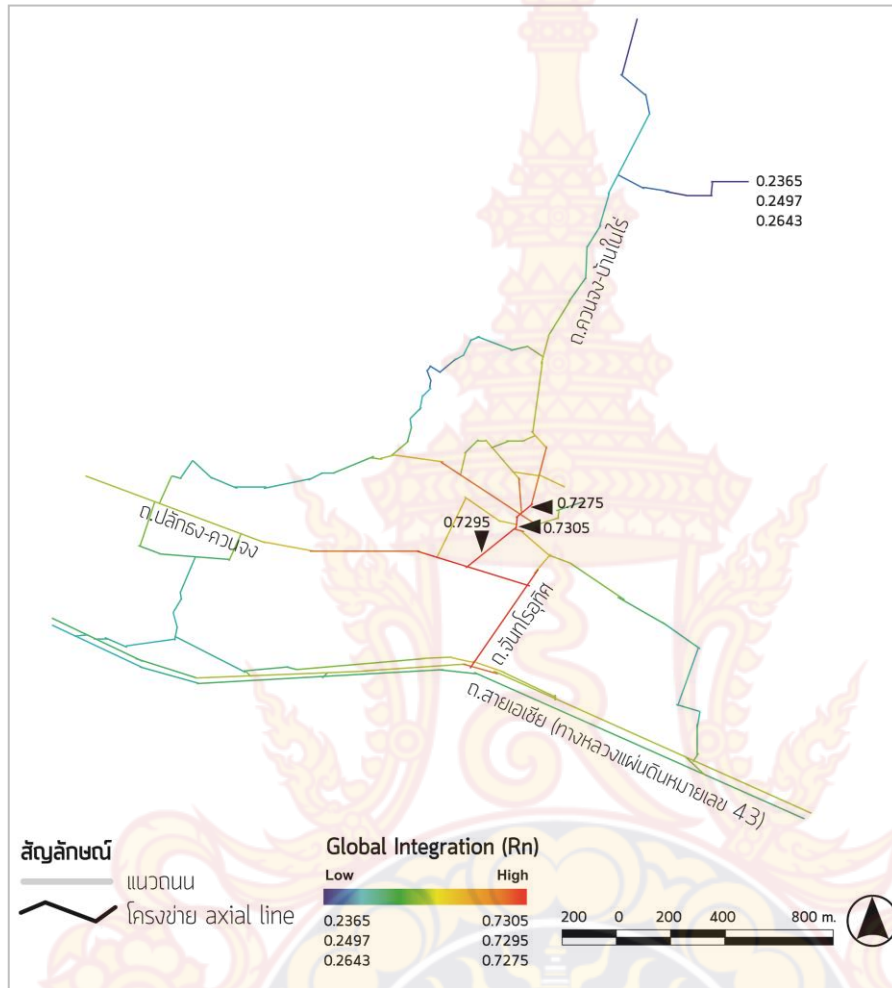 0.2365
0.2497
0.2643
ถ.ควนจง-บ้านในไร่
0.7275
0.7295
0.7305
ถ.ปลักธง-ควนจง
ถ.จันทโรอุทิศ
ถ.สายเอเชีย (ทางหลวงแผ่นดินหมายเลข 43)
สัญลักษณ์
แนวถนน
โครงข่าย axial line
Global Integration (Rn)
Low High
0.2365 0.7305
0.2497 0.7295
0.2643 0.7275
200 0 200 400 800 m.